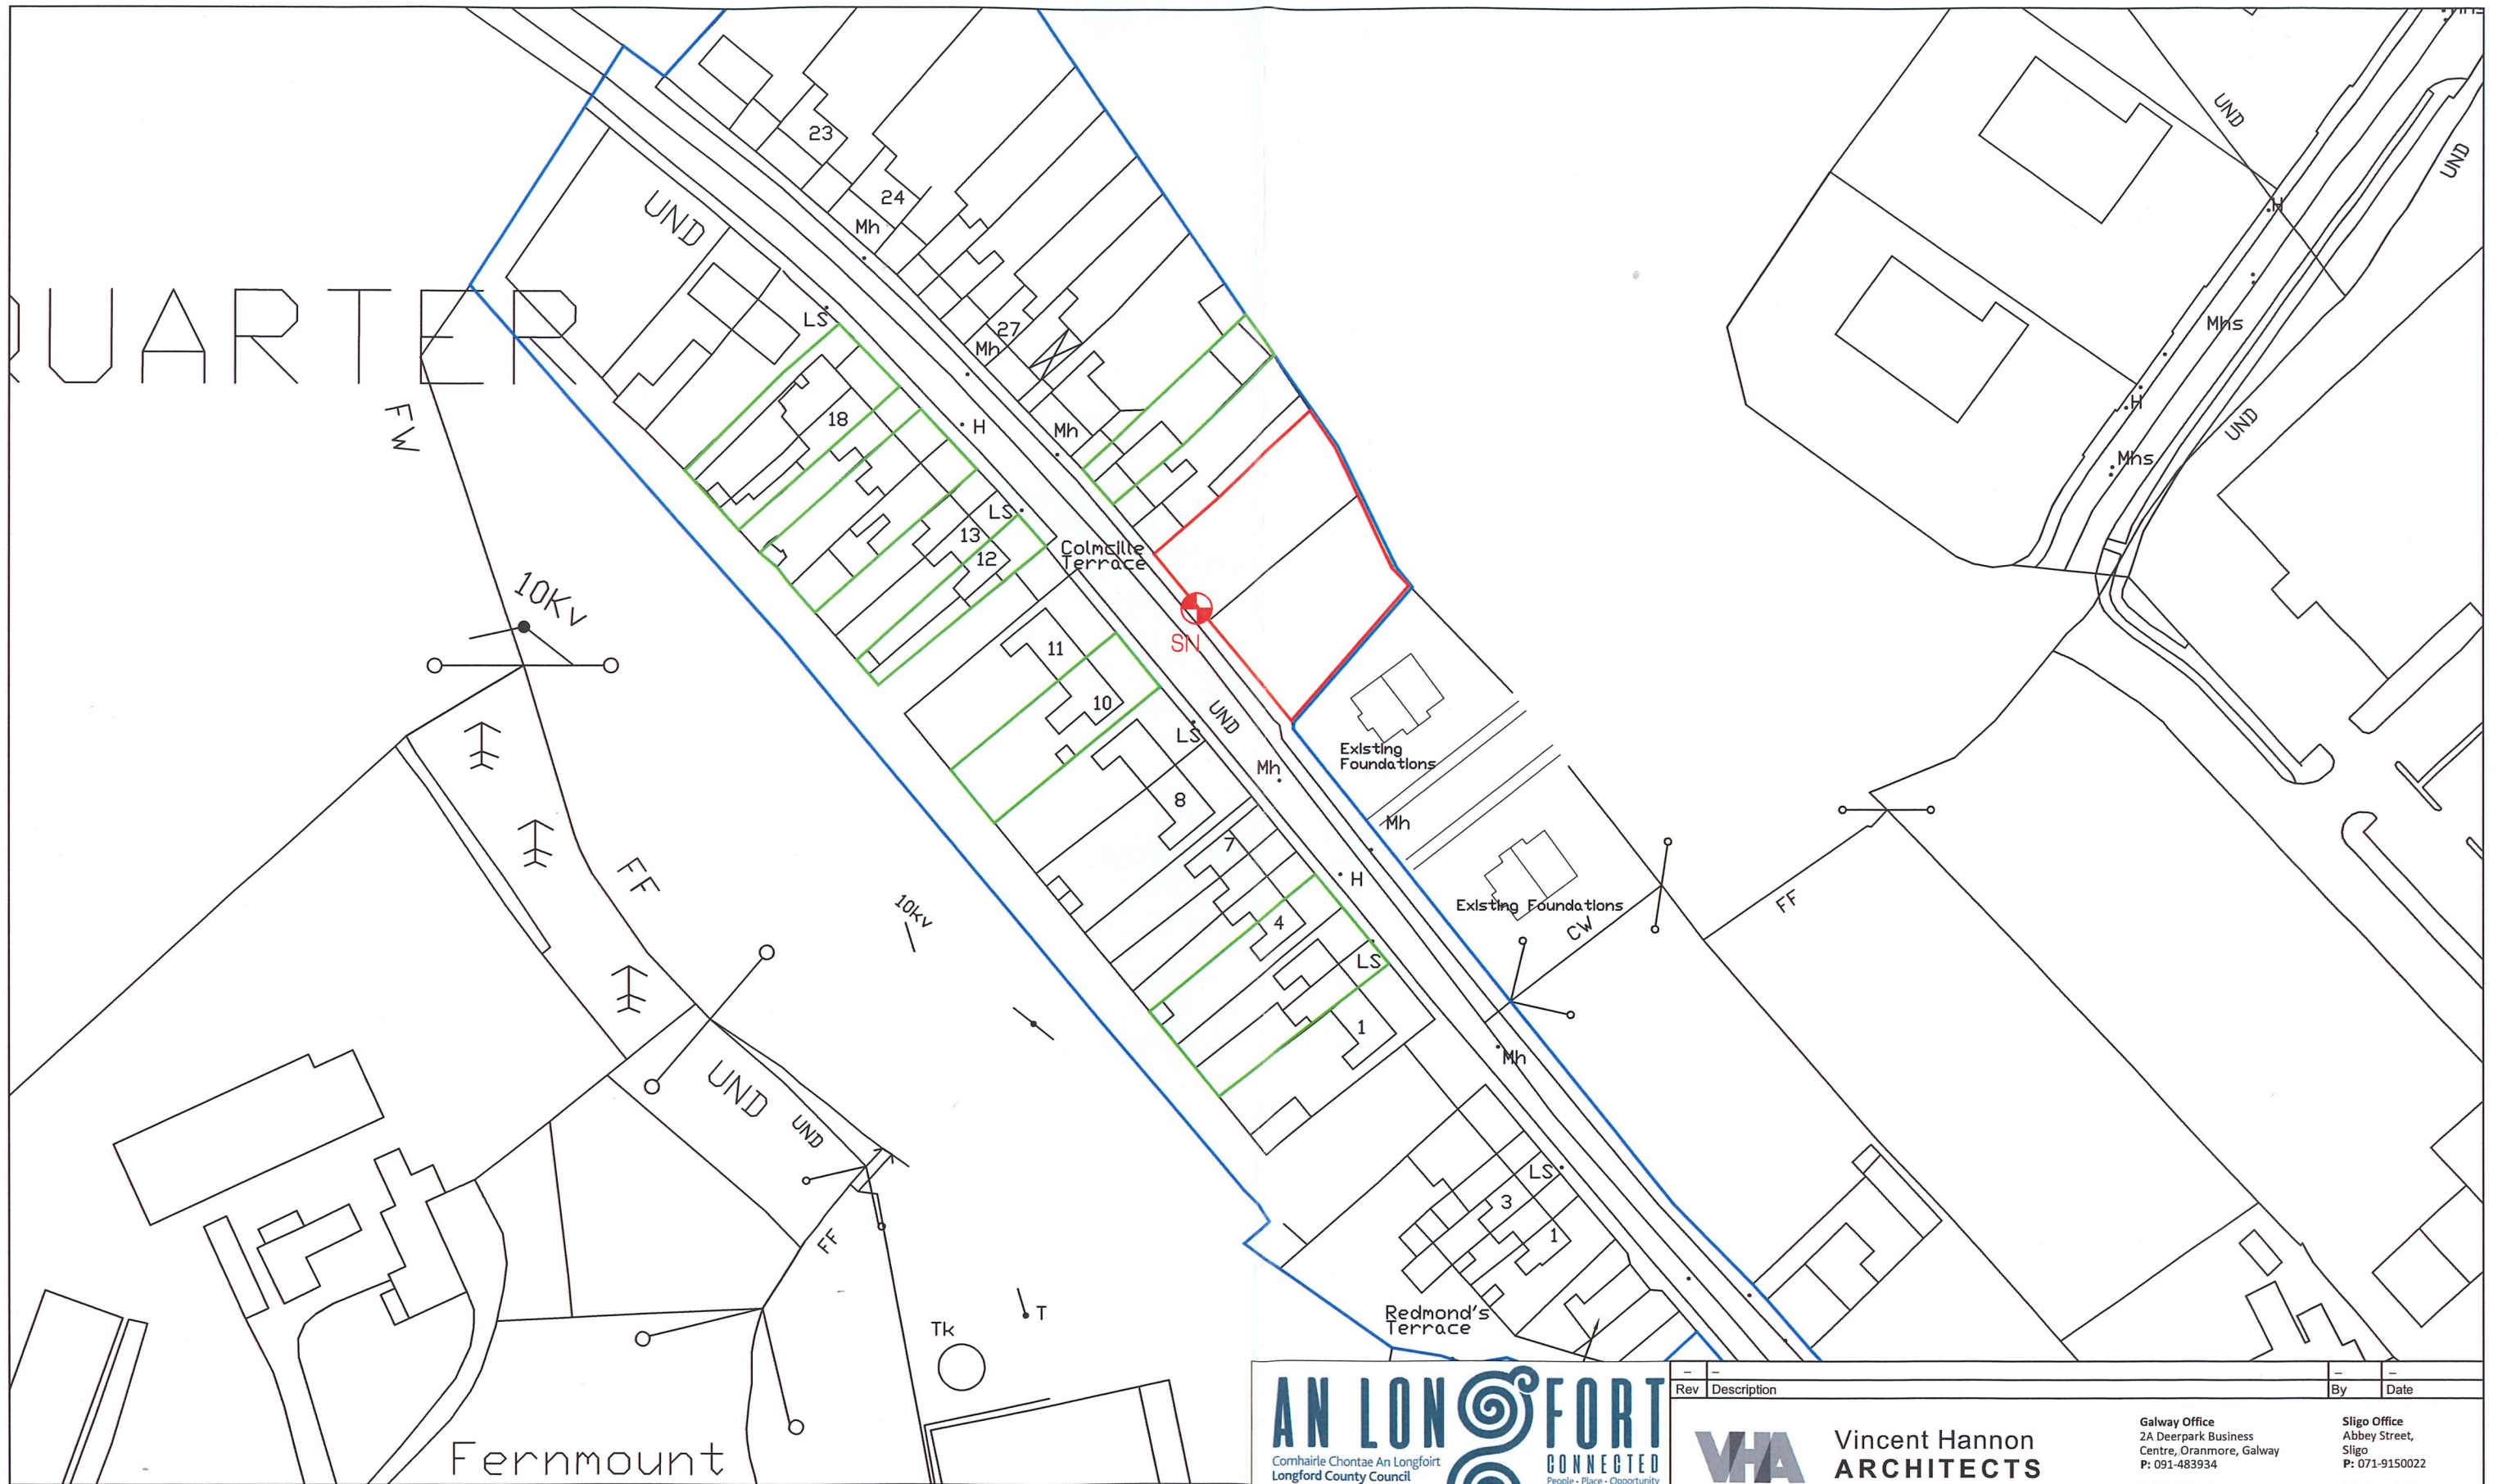 UND
23
24
Mh
UND
UND
QUARTER
LS
27
Mh
Mhs
18
H
Mh
H
H
Mhs
UND
FW
LS
13
12
Colmcille
Terrace
10Kv
SN
11
10
UND
LS
Existing
Foundations
Mh
8
Mh
7
H
FF
10kv
4
Existing Foundations
CW
FF
LS
1
Mh
UND
UND
LS
3
1
FF
Redmond's
Terrace
T
Tk
Fernmount
AN LONGFORT
CONNECTED
People • Place • Opportunity
Comhairle Chontae An Longfoirt
Longford County Council
Rev Description By Date
VHA
Vincent Hannon
ARCHITECTS
Galway Office
2A Deerpark Business
Centre, Oranmore, Galway
P: 091-483934
Sligo Office
Abbey Street,
Sligo
P: 071-9150022